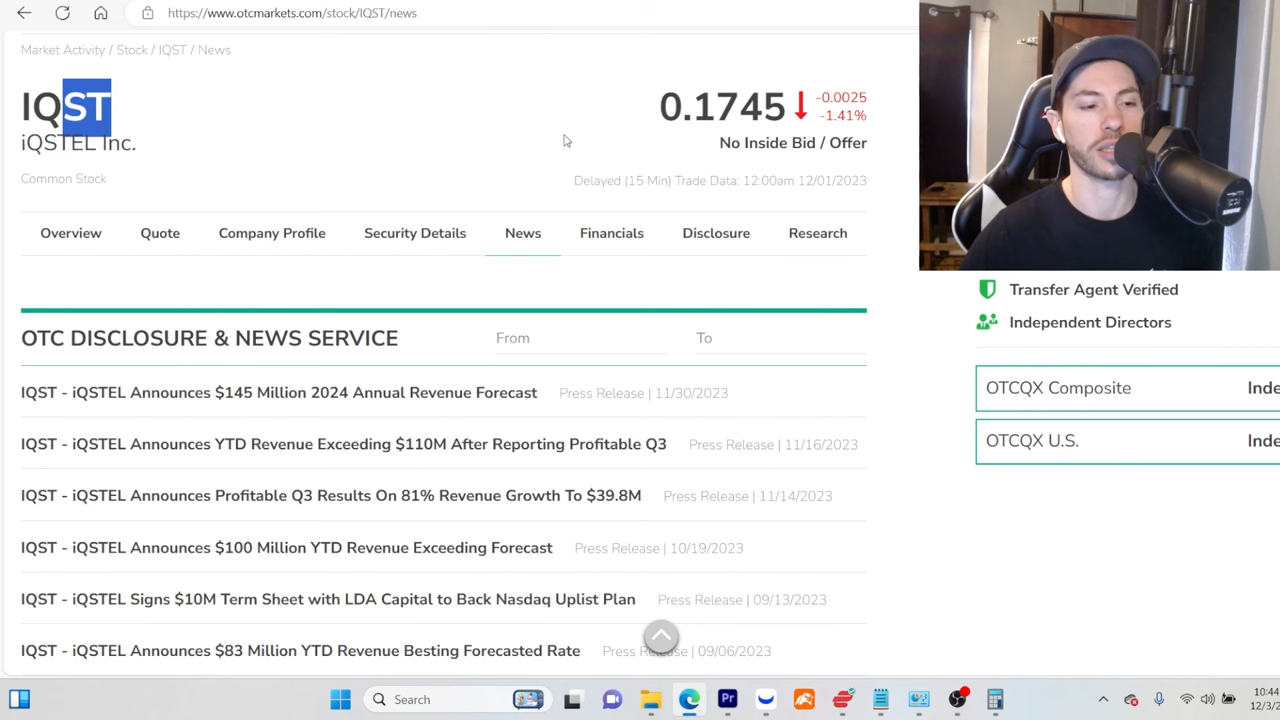 https://www.otcmarkets.com/stock/IQST/news
Market Activity / Stock / IQST / News
IQST
iQSTEL Inc.
Common Stock
0.1745
-0.0025
-1.41%
No Inside Bid / Offer
Delayed (15 Min) Trade Data: 12:00am 12/01/2023
Overview Quote Company Profile Security Details News Financials Disclosure Research
Transfer Agent Verified
Independent Directors
OTCQX Composite Inde
OTCQX U.S. Inde
OTC DISCLOSURE & NEWS SERVICE From To
IQST - iQSTEL Announces $145 Million 2024 Annual Revenue Forecast Press Release | 11/30/2023
IQST - iQSTEL Announces YTD Revenue Exceeding $110M After Reporting Profitable Q3 Press Release | 11/16/2023
IQST - iQSTEL Announces Profitable Q3 Results On 81% Revenue Growth To $39.8M Press Release | 11/14/2023
IQST - iQSTEL Announces $100 Million YTD Revenue Exceeding Forecast Press Release | 10/19/2023
IQST - iQSTEL Signs $10M Term Sheet with LDA Capital to Back Nasdaq Uplist Plan Press Release | 09/13/2023
IQST - iQSTEL Announces $83 Million YTD Revenue Besting Forecasted Rate Press Release | 09/06/2023
Search
Pr
10:44
12/3/2